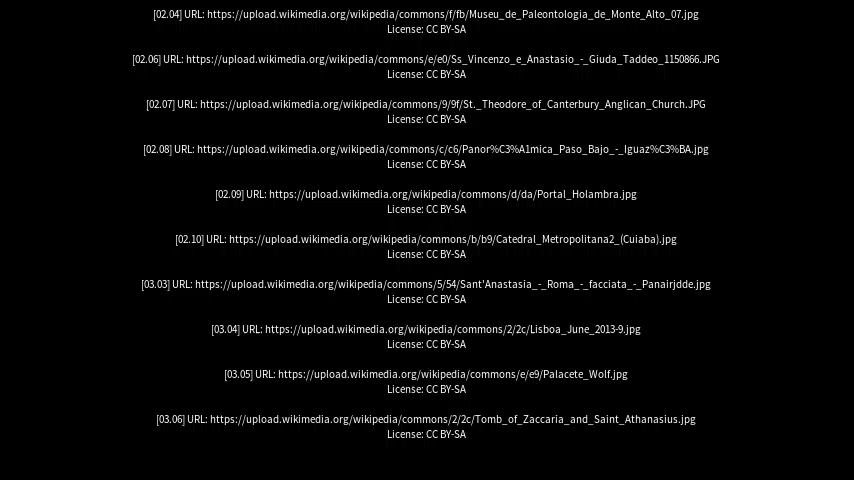 [02.04] URL: https://upload.wikimedia.org/wikipedia/commons/f/fb/Museu_de_Paleontologia_de_Monte_Alto_07.jpg
License: CC BY-SA
[02.06] URL: https://upload.wikimedia.org/wikipedia/commons/e/e0/Ss_Vincenzo_e_Anastasio_-_Giuda_Taddeo_1150866.JPG
License: CC BY-SA
[02.07] URL: https://upload.wikimedia.org/wikipedia/commons/9/9f/St._Theodore_of_Canterbury_Anglican_Church.JPG
License: CC BY-SA
[02.08] URL: https://upload.wikimedia.org/wikipedia/commons/c/c6/Panor%C3%A1mica_Paso_Bajo_-_Iguaz%C3%BA.jpg
License: CC BY-SA
[02.09] URL: https://upload.wikimedia.org/wikipedia/commons/d/da/Portal_Holambra.jpg
License: CC BY-SA
[02.10] URL: https://upload.wikimedia.org/wikipedia/commons/b/b9/Catedral_Metropolitana2_(Cuiaba).jpg
License: CC BY-SA
[03.03] URL: https://upload.wikimedia.org/wikipedia/commons/5/54/Sant'Anastasia_-_Roma_-_facciata_-_Panairjdde.jpg
License: CC BY-SA
[03.04] URL: https://upload.wikimedia.org/wikipedia/commons/2/2c/Lisboa_June_2013-9.jpg
License: CC BY-SA
[03.05] URL: https://upload.wikimedia.org/wikipedia/commons/e/e9/Palacete_Wolf.jpg
License: CC BY-SA
[03.06] URL: https://upload.wikimedia.org/wikipedia/commons/2/2c/Tomb_of_Zaccaria_and_Saint_Athanasius.jpg
License: CC BY-SA